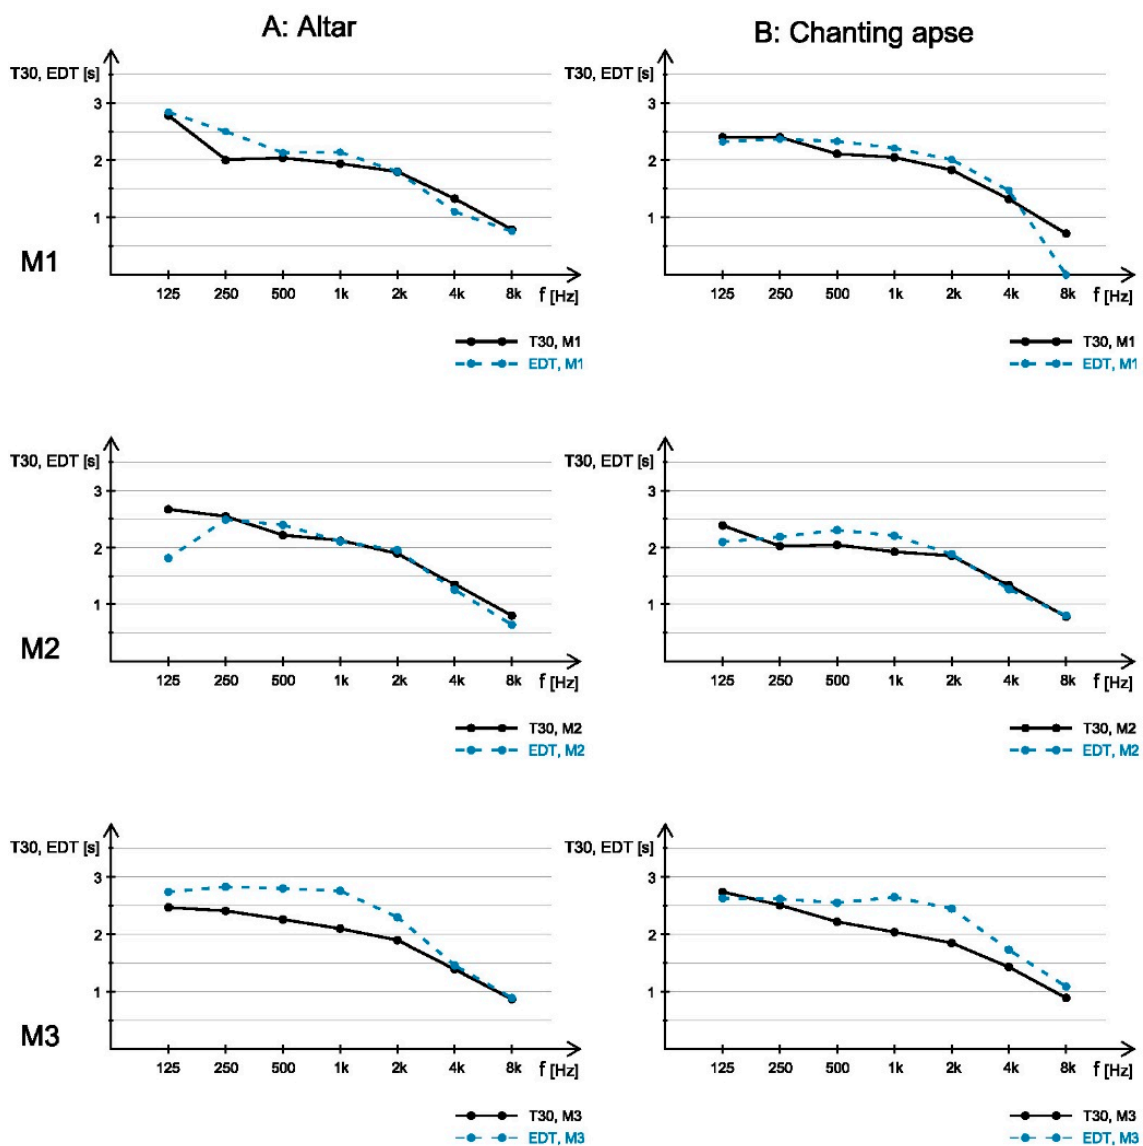 A: Altar
B: Chanting apse
T30, EDT [s]
3
2
1
M1
125 250 500 1k 2k 4k 8k f [Hz]
T30, M1
EDT, M1
T30, EDT [s]
3
2
1
125 250 500 1k 2k 4k 8k f [Hz]
T30, M1
EDT, M1
T30, EDT [s]
3
2
1
M2
125 250 500 1k 2k 4k 8k f [Hz]
T30, M2
EDT, M2
T30, EDT [s]
3
2
1
125 250 500 1k 2k 4k 8k f [Hz]
T30, M2
EDT, M2
T30, EDT [s]
3
2
1
M3
125 250 500 1k 2k 4k 8k f [Hz]
T30, M3
EDT, M3
T30, EDT [s]
3
2
1
125 250 500 1k 2k 4k 8k f [Hz]
T30, M3
EDT, M3